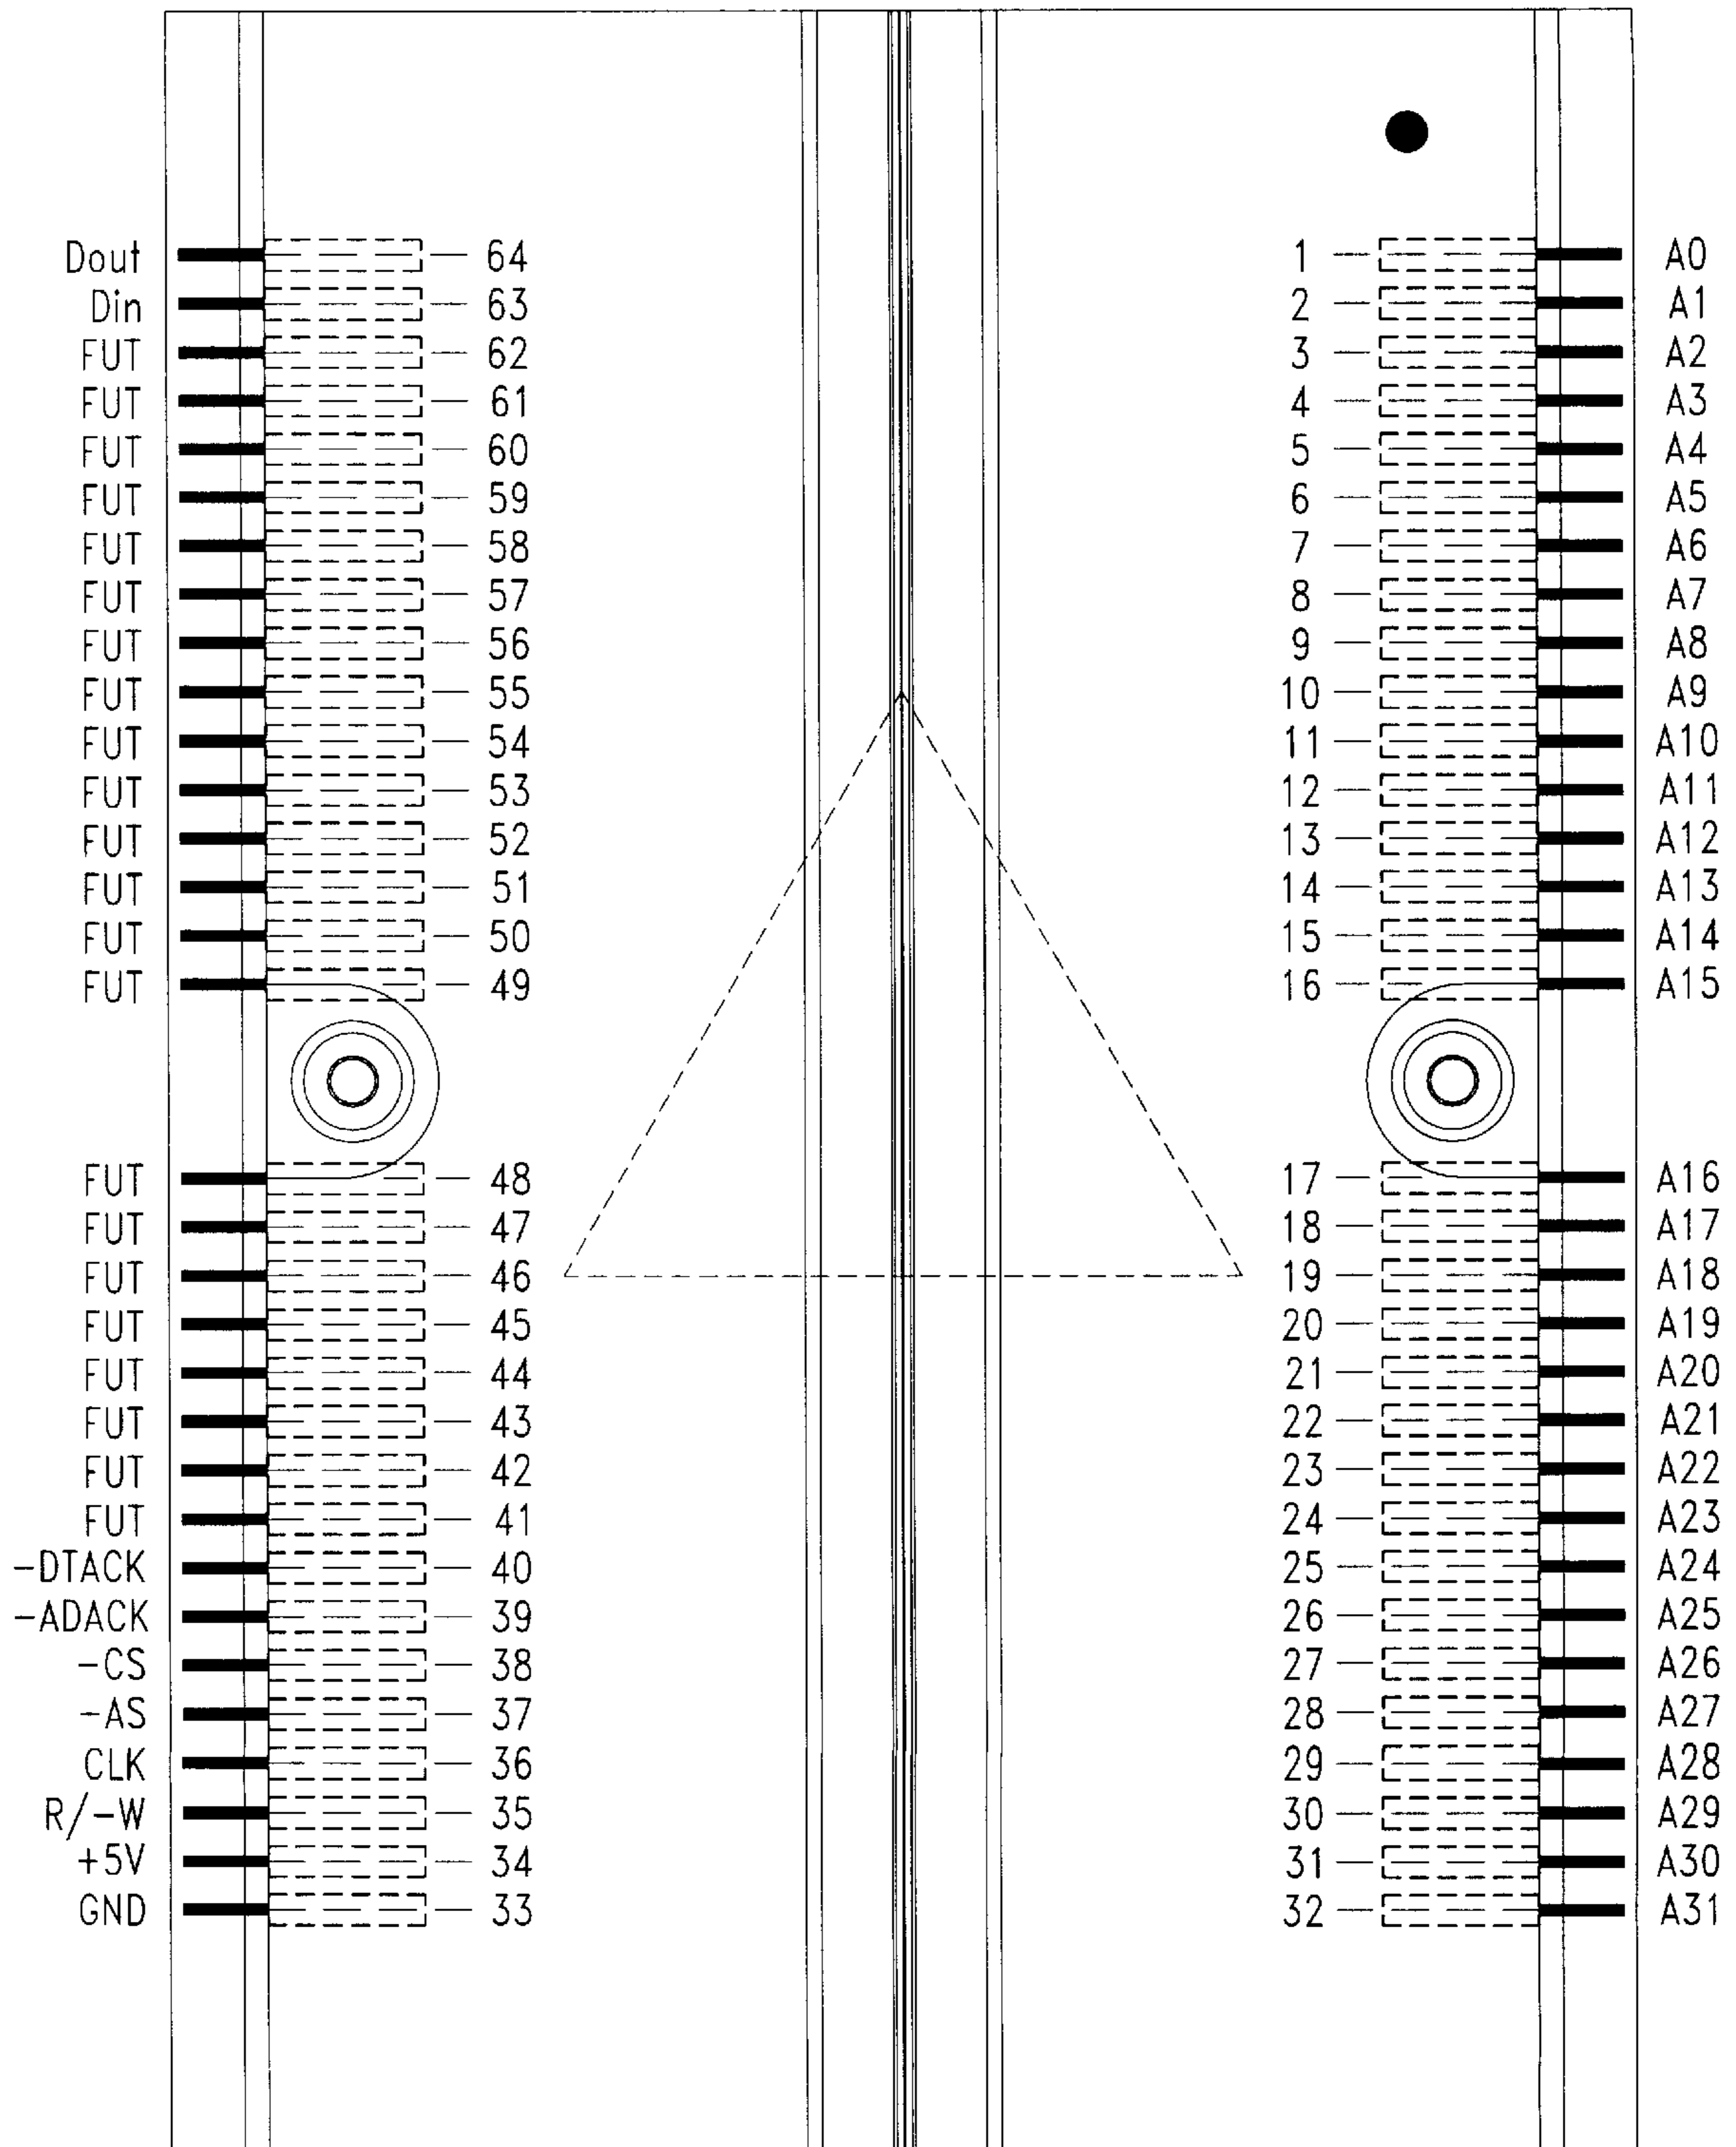 Dout 64 1 A0
Din 63 2 A1
FUT 62 3 A2
FUT 61 4 A3
FUT 60 5 A4
FUT 59 6 A5
FUT 58 7 A6
FUT 57 8 A7
FUT 56 9 A8
FUT 55 10 A9
FUT 54 11 A10
FUT 53 12 A11
FUT 52 13 A12
FUT 51 14 A13
FUT 50 15 A14
FUT 49 16 A15
FUT 48 17 A16
FUT 47 18 A17
FUT 46 19 A18
FUT 45 20 A19
FUT 44 21 A20
FUT 43 22 A21
FUT 42 23 A22
FUT 41 24 A23
-DTACK 40 25 A24
-ADACK 39 26 A25
-CS 38 27 A26
-AS 37 28 A27
CLK 36 29 A28
R/-W 35 30 A29
+5V 34 31 A30
GND 33 32 A31